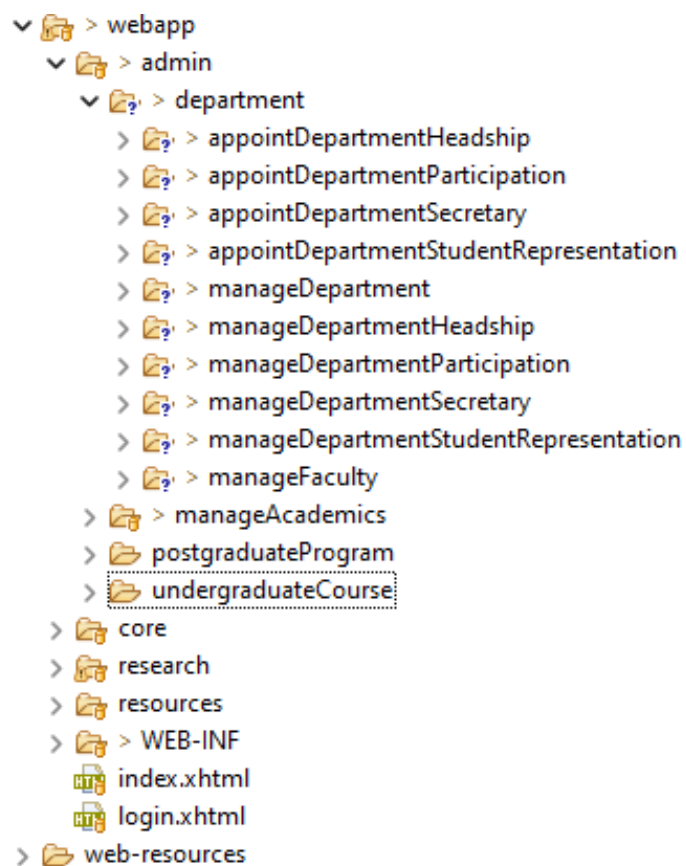 > webapp
> admin
> department
> appointDepartmentHeadship
> appointDepartmentParticipation
> appointDepartmentSecretary
> appointDepartmentStudentRepresentation
> manageDepartment
> manageDepartmentHeadship
> manageDepartmentParticipation
> manageDepartmentSecretary
> manageDepartmentStudentRepresentation
> manageFaculty
> manageAcademics
postgraduateProgram
undergraduateCourse
core
research
resources
> WEB-INF
index.xhtml
login.xhtml
web-resources